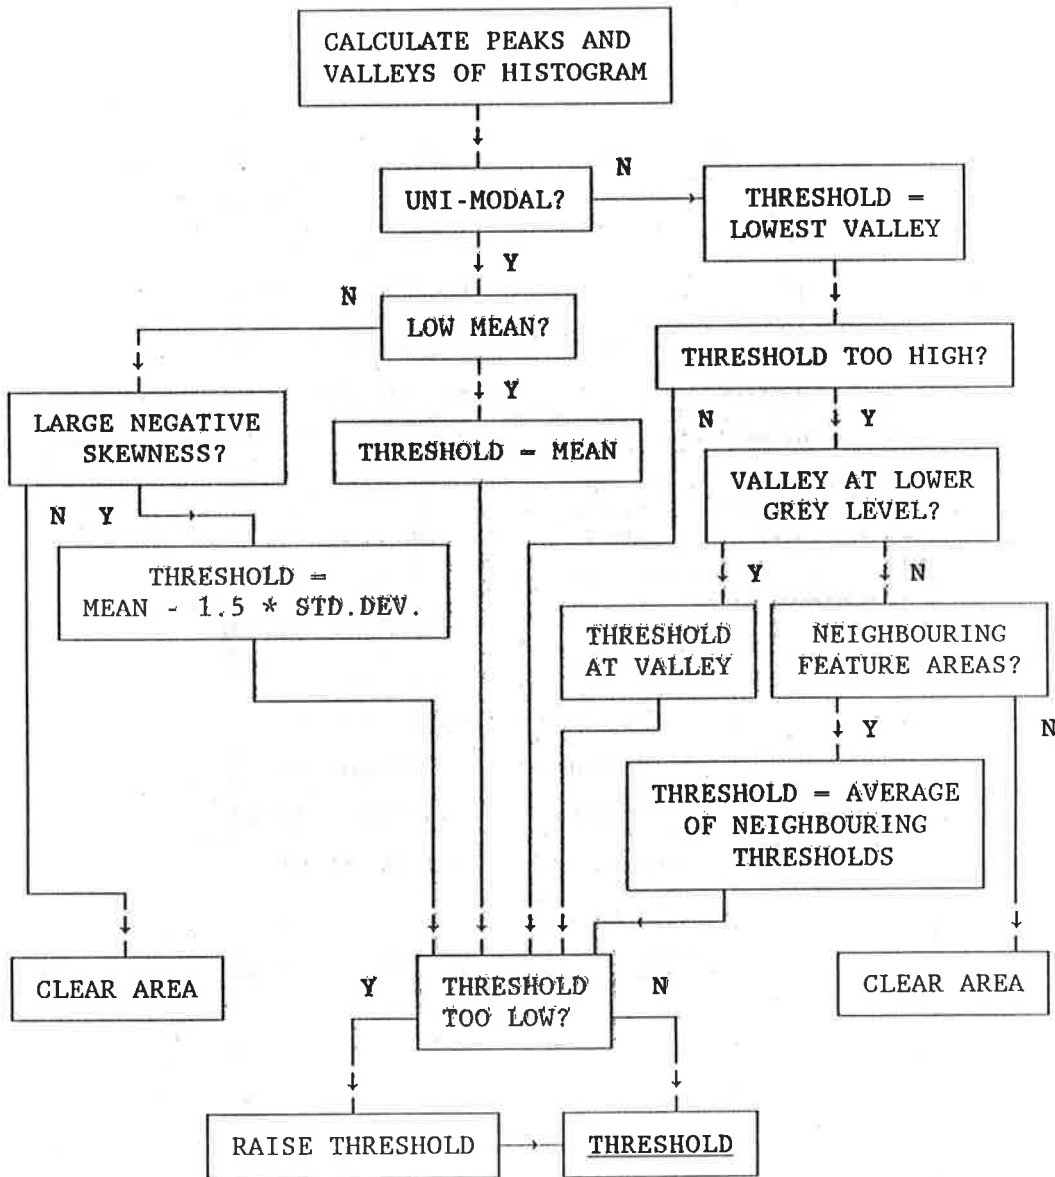 CALCULATE PEAKS AND
VALLEYS OF HISTOGRAM
N
UNI-MODAL?
THRESHOLD =
LOWEST VALLEY
Y
N
LOW MEAN?
THRESHOLD TOO HIGH?
Y
N
Y
LARGE NEGATIVE
SKEWNESS?
THRESHOLD = MEAN
VALLEY AT LOWER
GREY LEVEL?
N Y
Y
N
THRESHOLD =
MEAN - 1.5 * STD.DEV.
THRESHOLD
AT VALLEY
NEIGHBOURING
FEATURE AREAS?
Y
N
THRESHOLD = AVERAGE
OF NEIGHBOURING
THRESHOLDS
CLEAR AREA
Y
THRESHOLD
TOO LOW?
N
CLEAR AREA
RAISE THRESHOLD
THRESHOLD